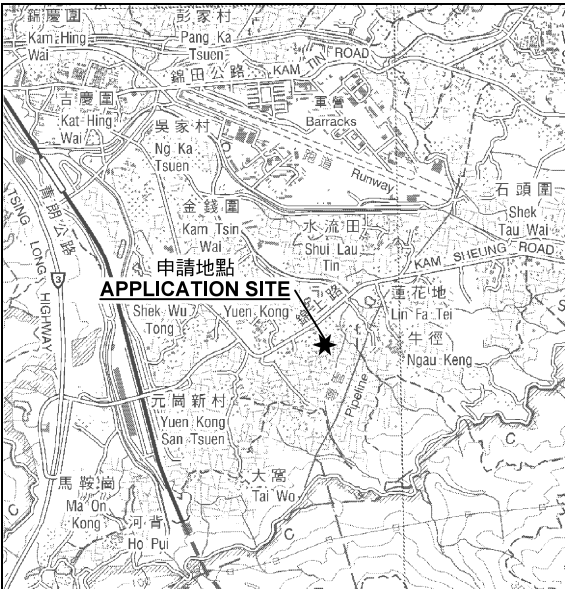 錦慶圍
Kam Hing
Wai
彭家村
Pang Ka
Tsuen
錦田公路 KAM TIN ROAD
軍營
Barracks
吉慶圍
Kat Hing
Wai
吳家村
Ng Ka
Tsuen
跑道
Runway
青朗公路
TSING LONG HIGHWAY
3
金錢圍
Kam Tsin
Wai
水流田
Shui Lau
Tin
石頭圍
Shek
Tau Wai
KAM SHEUNG ROAD
申請地點
APPLICATION SITE
Shek Wu
Tong
Yuen Kong
蓮花地
Lin Fa Tei
牛徑
Ngau Keng
Pipeline
元崗新村
Yuen Kong
San Tsuen
大窩
Tai Wo
馬鞍崗
Ma On
Kong
河背
Ho Pui
C
C
C